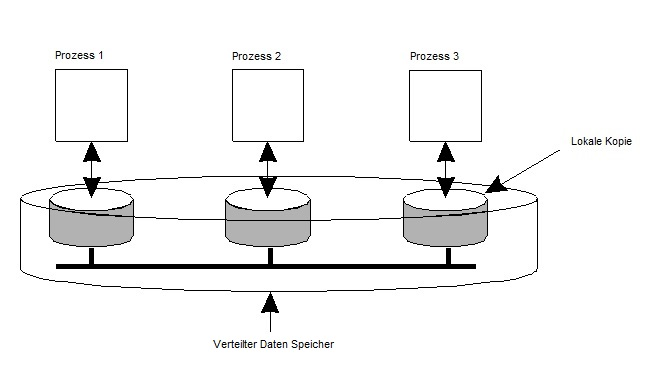 Prozess 1
Prozess 2
Prozess 3
Lokale Kopie
Verteilter Daten Speicher